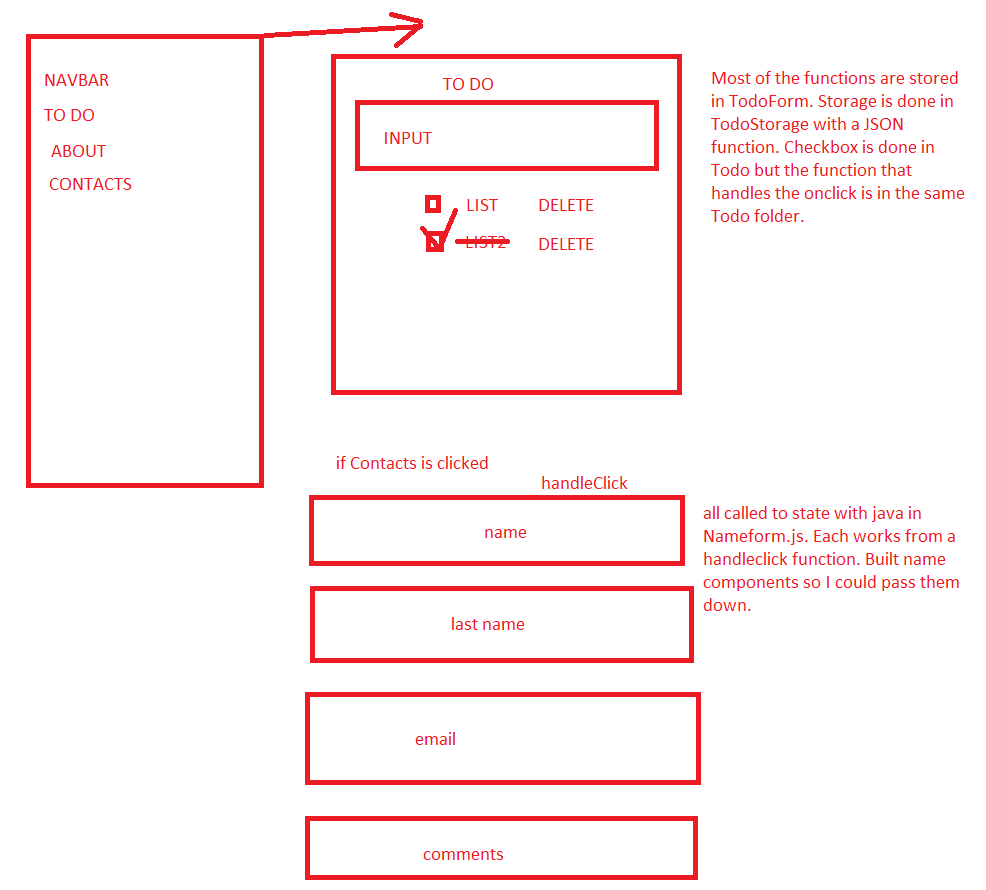 NAVBAR
TO DO
ABOUT
CONTACTS
TO DO
INPUT
LIST DELETE
LIST2 DELETE
Most of the functions are stored
in TodoForm. Storage is done in
TodoStorage with a JSON
function. Checkbox is done in
Todo but the function that
handles the onclick is in the same
Todo folder.
if Contacts is clicked
handleClick
name
last name
email
comments
all called to state with java in
Nameform.js. Each works from a
handleclick function. Built name
components so I could pass them
down.